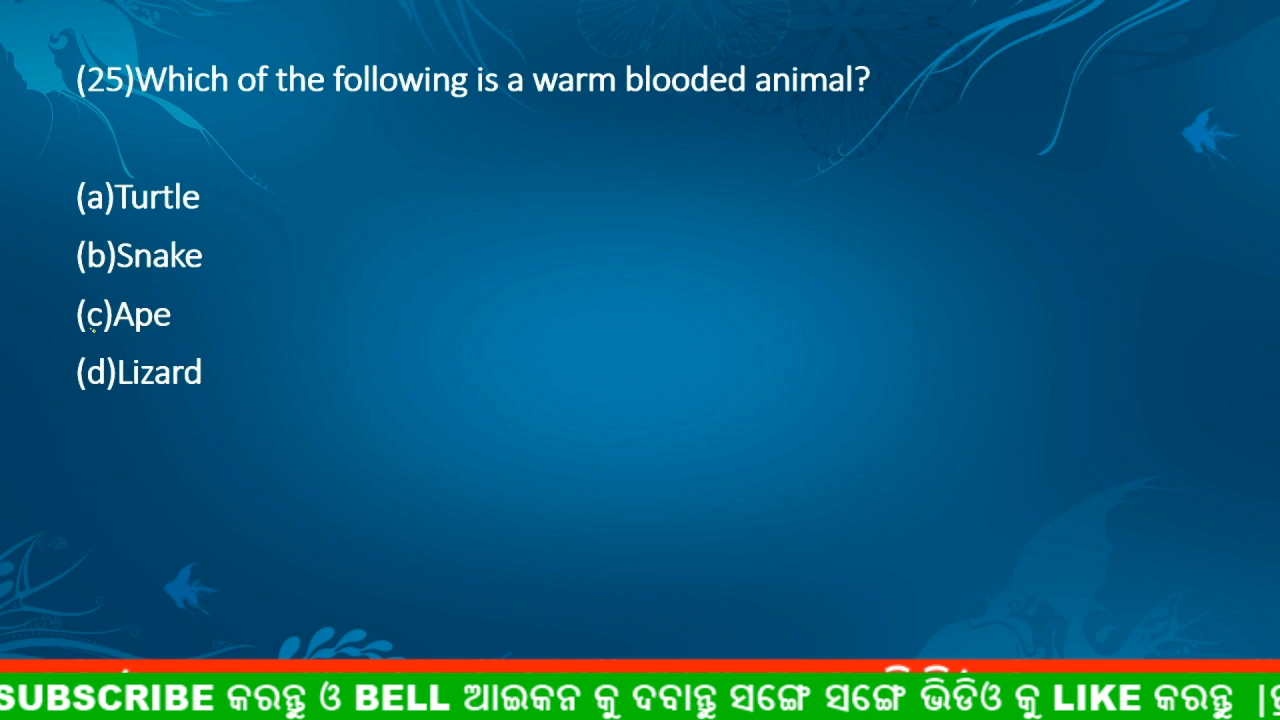 (25)Which of the following is a warm blooded animal?
(a)Turtle
(b)Snake
(c)Ape
(d)Lizard
SUBSCRIBE କରନ୍ତୁ ଓ BELL ଆଇକନ କୁ ଦବାନ୍ତୁ ସଙ୍ଗେ ସଙ୍ଗେ ଭିଡିଓ କୁ LIKE କରନ୍ତୁ |